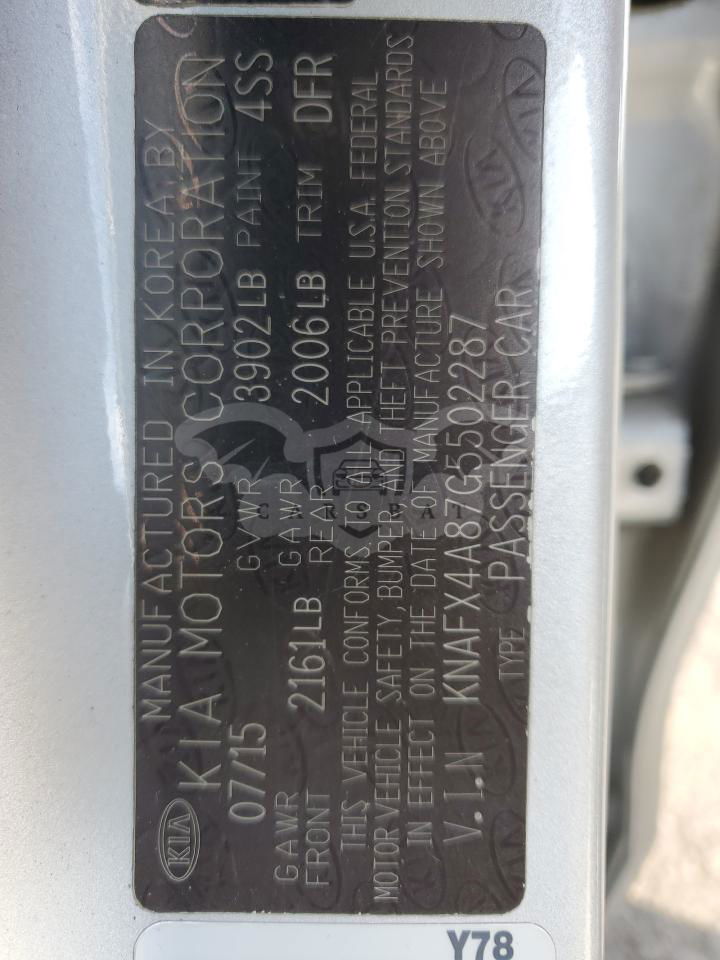 KIA
MANUFACTURED IN KOREA BY
KIA MOTORS CORPORATION
07/15 GVWR 3902LB PAINT 4SS
GAWR FRONT 2161LB GAWR REAR 2006LB TRIM DFR
THIS VEHICLE CONFORMS TO ALL APPLICABLE U.S.A. FEDERAL
MOTOR VEHICLE SAFETY, BUMPER, AND THEFT PREVENTION STANDARDS
IN EFFECT ON THE DATE OF MANUFACTURE SHOWN ABOVE
V.I.N KNAFX4A87G5502287
TYPE PASSENGER CAR
Y78
CARSPAT